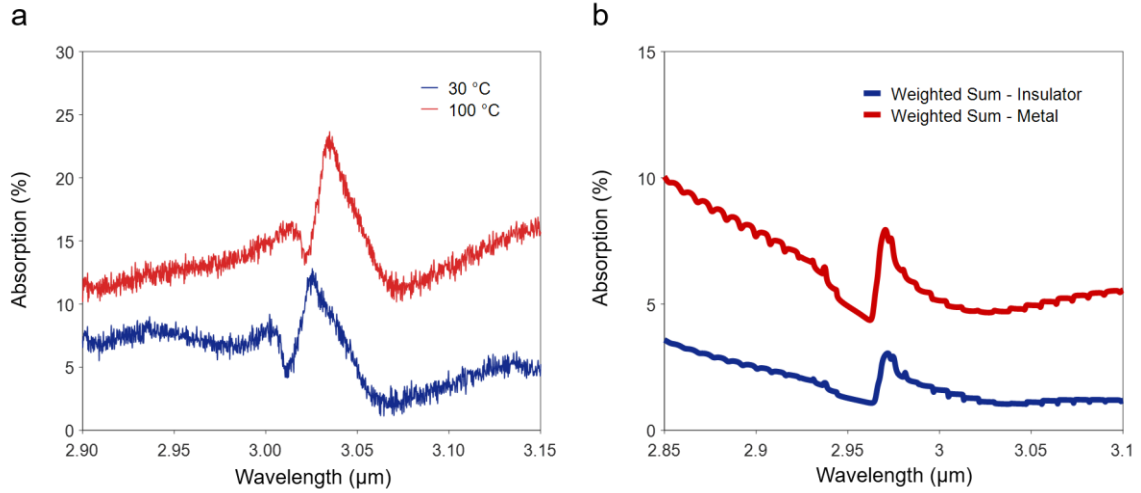 a
30
25
20
15
10
5
0
Absorption (%)
30 °C
100 °C
2.90
2.95
3.00
3.05
3.10
3.15
Wavelength (μm)
b
15
10
5
0
Absorption (%)
Weighted Sum - Insulator
Weighted Sum - Metal
2.85
2.9
2.95
3
3.05
3.1
Wavelength (μm)